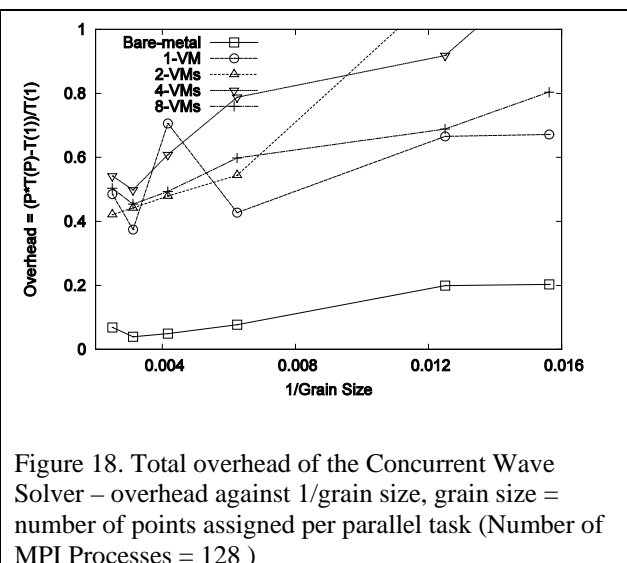 1
Bare-metal
1-VM
2-VMs
4-VMs
8-VMs
0.8
0.6
0.4
0.2
0
Overhead = (P*T(P)-T(1))/T(1)
0.004
0.008
0.012
0.016
1/Grain Size
Figure 18. Total overhead of the Concurrent Wave
Solver – overhead against 1/grain size, grain size =
number of points assigned per parallel task (Number of
MPI Processes = 128 )